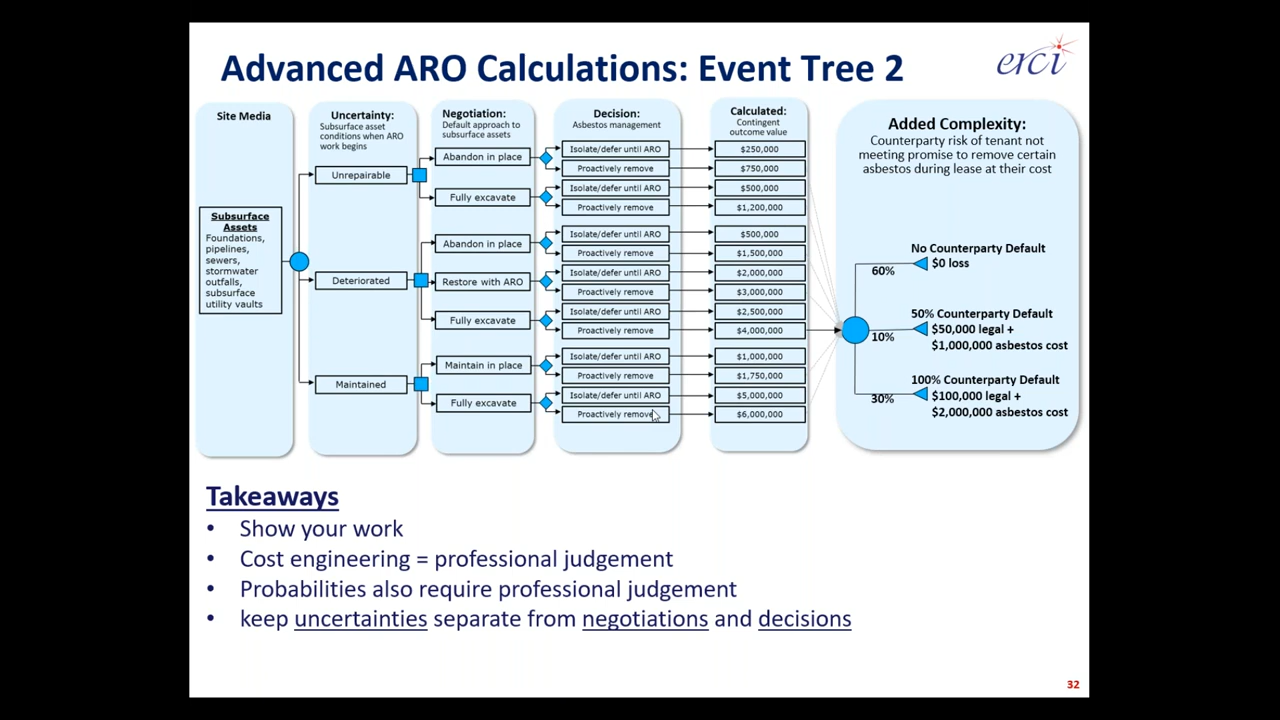 Advanced ARO Calculations: Event Tree 2
erci
Site Media
Subsurface
Assets
Foundations,
pipelines,
sewers,
stormwater
outfalls,
subsurface
utility vaults
Uncertainty:
Subsurface asset
conditions when ARO
work begins
Unrepairable
Deteriorated
Maintained
Negotiation:
Default approach to
subsurface assets
Abandon in place
Fully excavate
Abandon in place
Restore with ARO
Fully excavate
Maintain in place
Fully excavate
Decision:
Asbestos management
Isolate/defer until ARO
Proactively remove
Isolate/defer until ARO
Proactively remove
Isolate/defer until ARO
Proactively remove
Isolate/defer until ARO
Proactively remove
Isolate/defer until ARO
Proactively remove
Isolate/defer until ARO
Proactively remove
Isolate/defer until ARO
Proactively remove
Calculated:
Contingent
outcome value
$250,000
$750,000
$500,000
$1,200,000
$500,000
$1,500,000
$2,000,000
$3,000,000
$2,500,000
$4,000,000
$1,000,000
$1,750,000
$5,000,000
$6,000,000
Added Complexity:
Counterparty risk of tenant not
meeting promise to remove certain
asbestos during lease at their cost
No Counterparty Default
$0 loss
60%
50% Counterparty Default
$50,000 legal +
$1,000,000 asbestos cost
10%
100% Counterparty Default
$100,000 legal +
$2,000,000 asbestos cost
30%
Takeaways
• Show your work
• Cost engineering = professional judgement
• Probabilities also require professional judgement
• keep uncertainties separate from negotiations and decisions
32